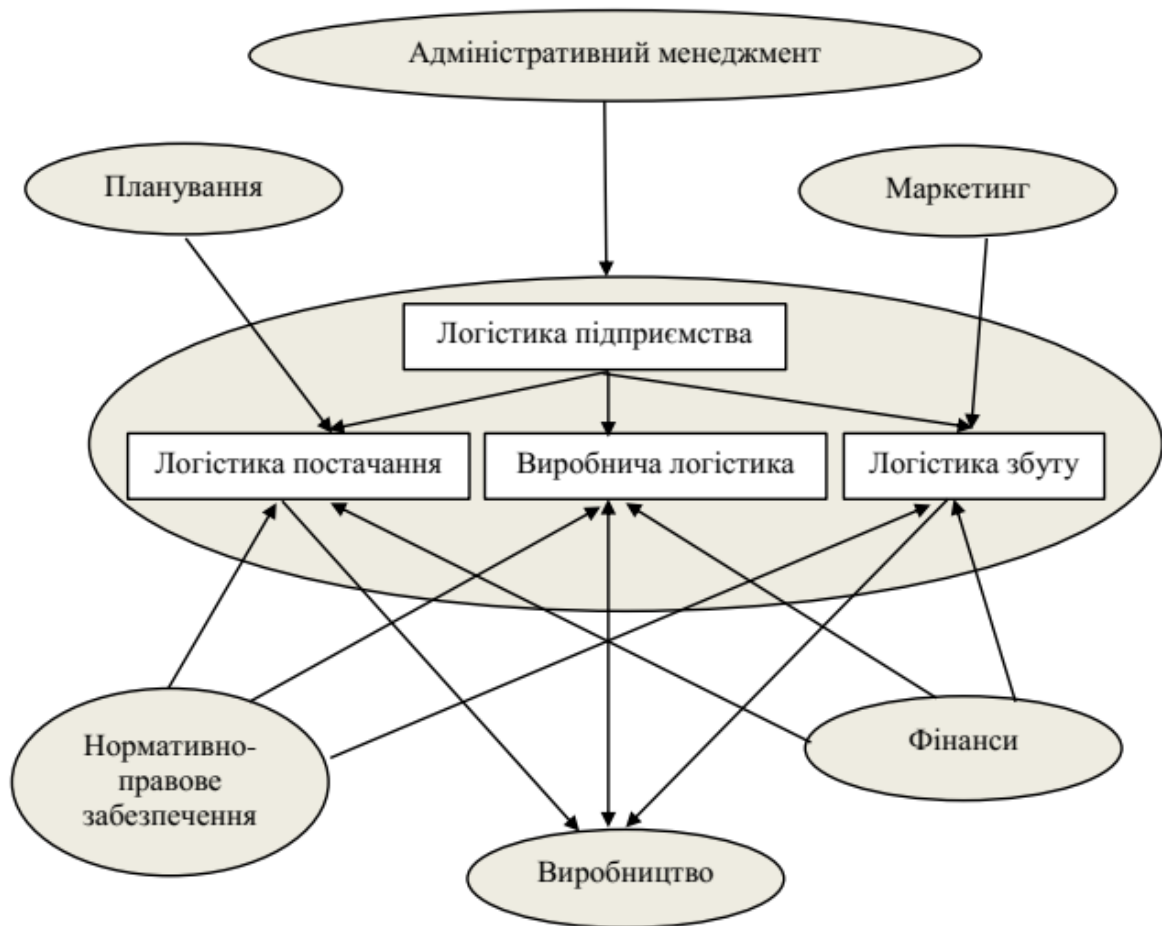 Адміністративний менеджмент
Планування
Маркетинг
Логістика підприємства
Логістика постачання
Виробнича логістика
Логістика збуту
Нормативно-
правове
забезпечення
Фінанси
Виробництво